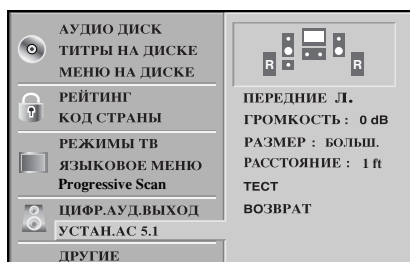 АУДИО ДИСК
ТИТРЫ НА ДИСКЕ
МЕНЮ НА ДИСКЕ
РЕЙТИНГ
КОД СТРАНЫ
РЕЖИМЫ ТВ
ЯЗЫКОВОЕ МЕНЮ
Progressive Scan
ЦИФР.АУД.ВЫХОД
УСТАН.АС 5.1
ДРУГИЕ
R R
ПЕРЕДНИЕ Л.
ГРОМКОСТЬ : 0 dB
РАЗМЕР : БОЛЬШ.
РАССТОЯНИЕ : 1 ft
ТЕСТ
ВОЗВРАТ